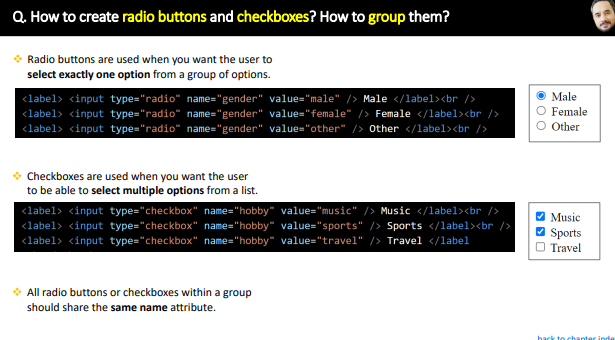 Q. How to create radio buttons and checkboxes? How to group them?
Radio buttons are used when you want the user to
select exactly one option from a group of options.
<label> <input type="radio" name="gender" value="male" /> Male </label><br />
<label> <input type="radio" name="gender" value="female" /> Female </label><br />
<label> <input type="radio" name="gender" value="other" /> Other </label><br />
Male
Female
Other
Checkboxes are used when you want the user
to be able to select multiple options from a list.
<label> <input type="checkbox" name="hobby" value="music" /> Music </label><br />
<label> <input type="checkbox" name="hobby" value="sports" /> Sports </label><br />
<label> <input type="checkbox" name="hobby" value="travel" /> Travel </label
Music
Sports
Travel
All radio buttons or checkboxes within a group
should share the same name attribute.
back to chapter inde